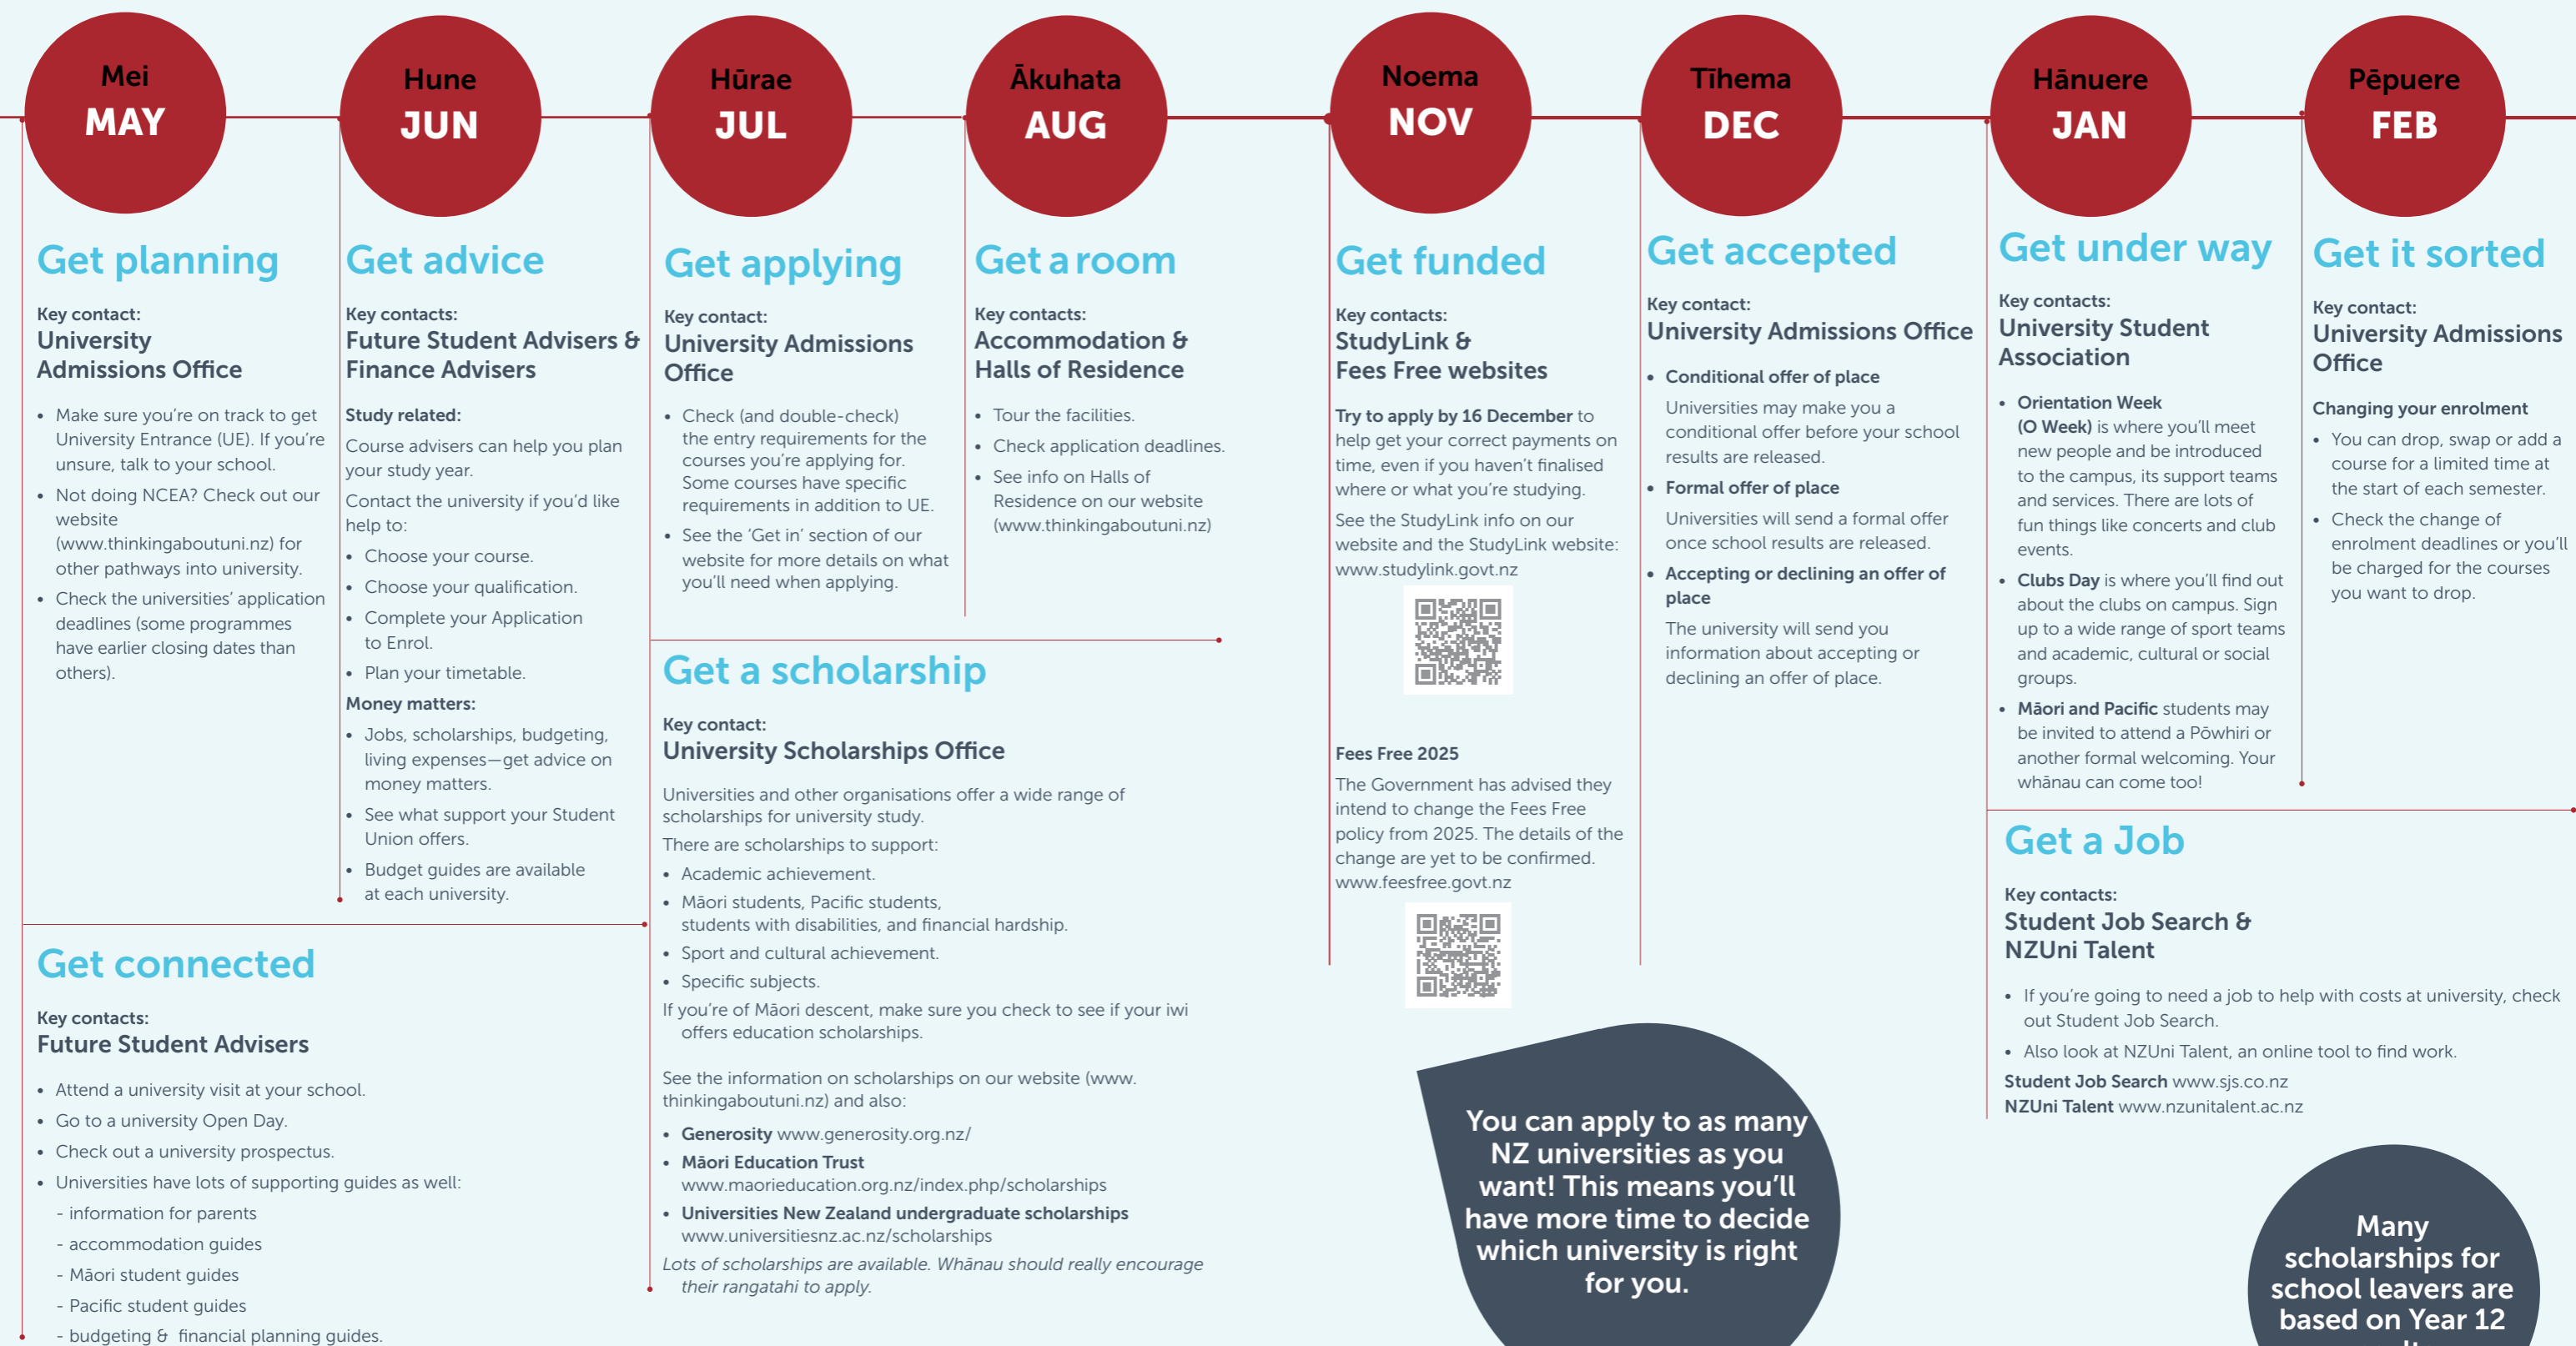 Mei
MAY
Get planning
Key contact:
University
Admissions Office
• Make sure you're on track to get
University Entrance (UE). If you're
unsure, talk to your school.
• Not doing NCEA? Check out our
website
(www.thinkingaboutuni.nz) for
other pathways into university.
• Check the universities' application
deadlines (some programmes
have earlier closing dates than
others).
Hune
JUN
Get advice
Key contacts:
Future Student Advisers &
Finance Advisers
Study related:
Course advisers can help you plan
your study year.
Contact the university if you'd like
help to:
• Choose your course.
• Choose your qualification.
• Complete your Application
to Enrol.
• Plan your timetable.
Money matters:
• Jobs, scholarships, budgeting,
living expenses—get advice on
money matters.
• See what support your Student
Union offers.
• Budget guides are available
at each university.
Get connected
Key contacts:
Future Student Advisers
• Attend a university visit at your school.
• Go to a university Open Day.
• Check out a university prospectus.
• Universities have lots of supporting guides as well:
- information for parents
- accommodation guides
- Māori student guides
- Pacific student guides
- budgeting & financial planning guides.
Hūrae
JUL
Get applying
Key contact:
University Admissions
Office
• Check (and double-check)
the entry requirements for the
courses you're applying for.
Some courses have specific
requirements in addition to UE.
• See the 'Get in' section of our
website for more details on what
you'll need when applying.
Ākuhata
AUG
Get a room
Key contacts:
Accommodation &
Halls of Residence
• Tour the facilities.
• Check application deadlines.
• See info on Halls of
Residence on our website
(www.thinkingaboutuni.nz)
Get a scholarship
Key contact:
University Scholarships Office
Universities and other organisations offer a wide range of
scholarships for university study.
There are scholarships to support:
• Academic achievement.
• Māori students, Pacific students,
students with disabilities, and financial hardship.
• Sport and cultural achievement.
• Specific subjects.
If you're of Māori descent, make sure you check to see if your iwi
offers education scholarships.
See the information on scholarships on our website (www.
thinkingaboutuni.nz) and also:
• Generosity www.generosity.org.nz/
• Māori Education Trust
www.maorieducation.org.nz/index.php/scholarships
• Universities New Zealand undergraduate scholarships
www.universitiesnz.ac.nz/scholarships
Lots of scholarships are available. Whānau should really encourage
their rangatahi to apply.
Noema
NOV
Get funded
Key contacts:
StudyLink &
Fees Free websites
Try to apply by 16 December to
help get your correct payments on
time, even if you haven't finalised
where or what you're studying.
See the StudyLink info on our
website and the StudyLink website:
www.studylink.govt.nz
Fees Free 2025
The Government has advised they
intend to change the Fees Free
policy from 2025. The details of the
change are yet to be confirmed.
www.feesfree.govt.nz
Tīhema
DEC
Get accepted
Key contact:
University Admissions Office
• Conditional offer of place
Universities may make you a
conditional offer before your school
results are released.
• Formal offer of place
Universities will send a formal offer
once school results are released.
• Accepting or declining an offer of
place
The university will send you
information about accepting or
declining an offer of place.
You can apply to as many
NZ universities as you
want! This means you'll
have more time to decide
which university is right
for you.
Hānuere
JAN
Get under way
Key contacts:
University Student
Association
• Orientation Week
(O Week) is where you'll meet
new people and be introduced
to the campus, its support teams
and services. There are lots of
fun things like concerts and club
events.
• Clubs Day is where you'll find out
about the clubs on campus. Sign
up to a wide range of sport teams
and academic, cultural or social
groups.
• Māori and Pacific students may
be invited to attend a Pōwhiri or
another formal welcoming. Your
whānau can come too!
Pēpuere
FEB
Get it sorted
Key contact:
University Admissions
Office
Changing your enrolment
• You can drop, swap or add a
course for a limited time at
the start of each semester.
• Check the change of
enrolment deadlines or you'll
be charged for the courses
you want to drop.
Get a Job
Key contacts:
Student Job Search &
NZUni Talent
• If you're going to need a job to help with costs at university, check
out Student Job Search.
• Also look at NZUni Talent, an online tool to find work.
Student Job Search www.sjs.co.nz
NZUni Talent www.nzunitalent.ac.nz
Many
scholarships for
school leavers are
based on Year 12